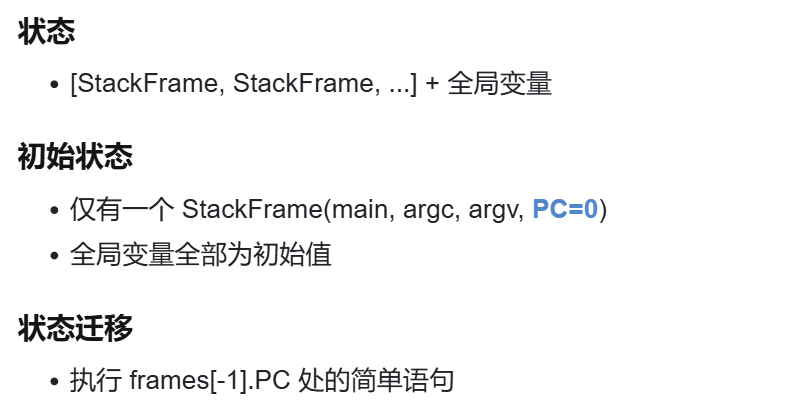 状态
• [StackFrame, StackFrame, ...] + 全局变量
初始状态
• 仅有一个 StackFrame(main, argc, argv, PC=0)
• 全局变量全部为初始值
状态迁移
• 执行 frames[-1].PC 处的简单语句